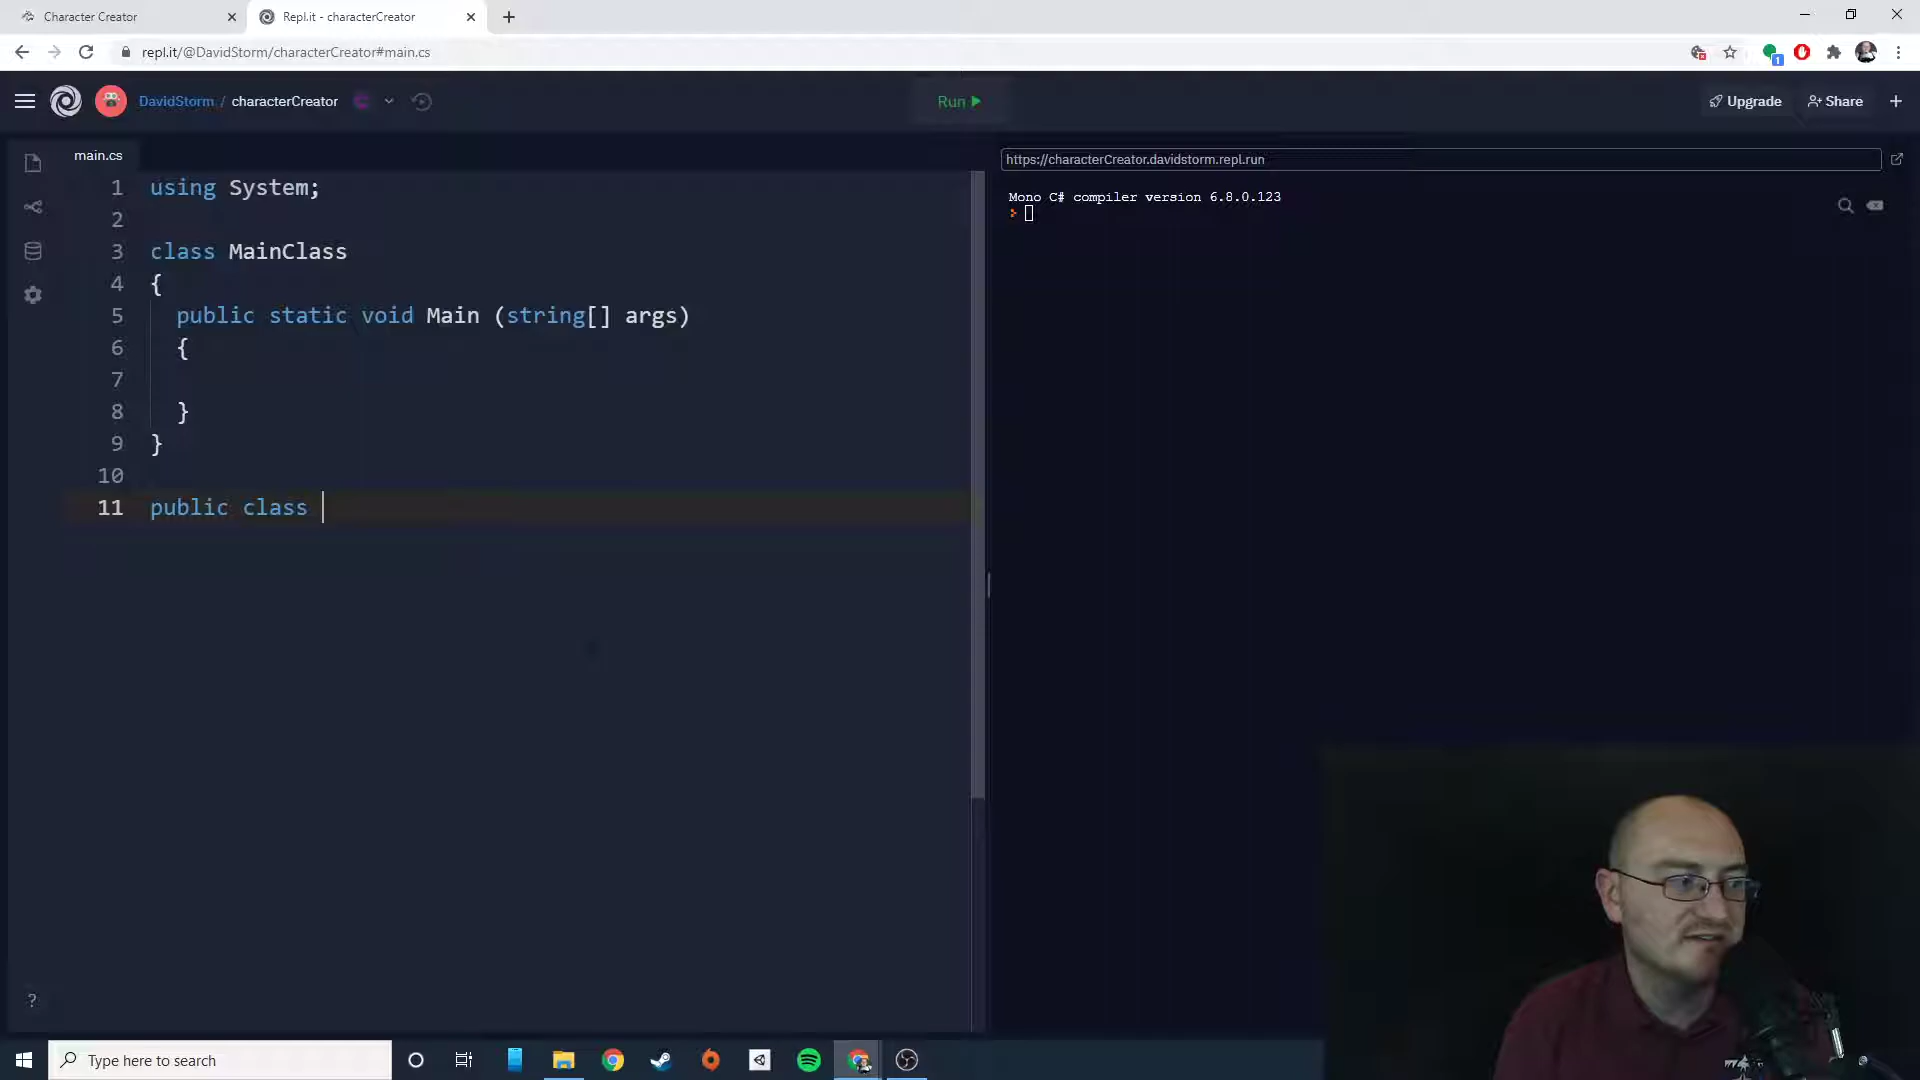 Character Creator
Repl.it - characterCreator
repl.it/@DavidStorm/characterCreator#main.cs
1
DavidStorm / characterCreator
Run
Upgrade
Share
main.cs
https://characterCreator.davidstorm.repl.run
1 using System;
2
3 class MainClass
4 {
5 public static void Main (string[] args)
6 {
7
8 }
9 }
10
11 public class
Mono C# compiler version 6.8.0.123
>
?
Type here to search